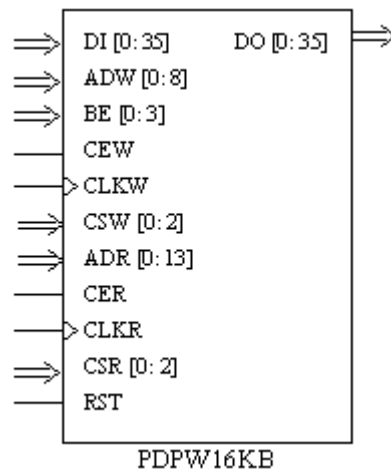 DI [0:35] DO [0:35]
ADW [0:8]
BE [0:3]
CEW
CLKW
CSW [0:2]
ADR [0:13]
CER
CLKR
CSR [0:2]
RST
PDPW16KB